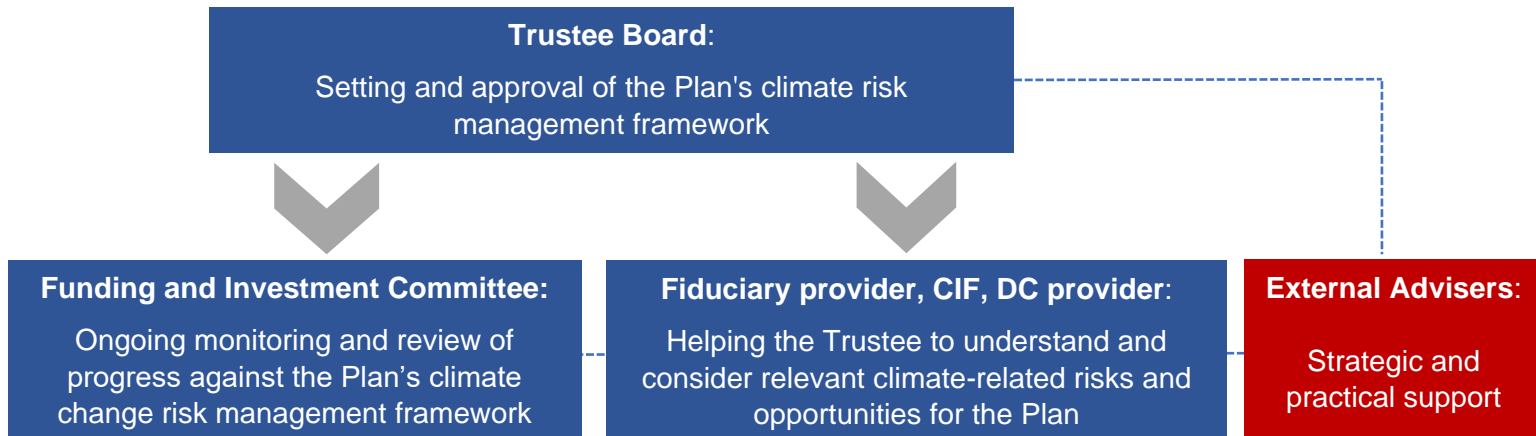 Trustee Board:
Setting and approval of the Plan's climate risk
management framework
Funding and Investment Committee:
Ongoing monitoring and review of
progress against the Plan’s climate
change risk management framework
Fiduciary provider, CIF, DC provider:
Helping the Trustee to understand and
consider relevant climate-related risks and
opportunities for the Plan
External Advisers:
Strategic and
practical support